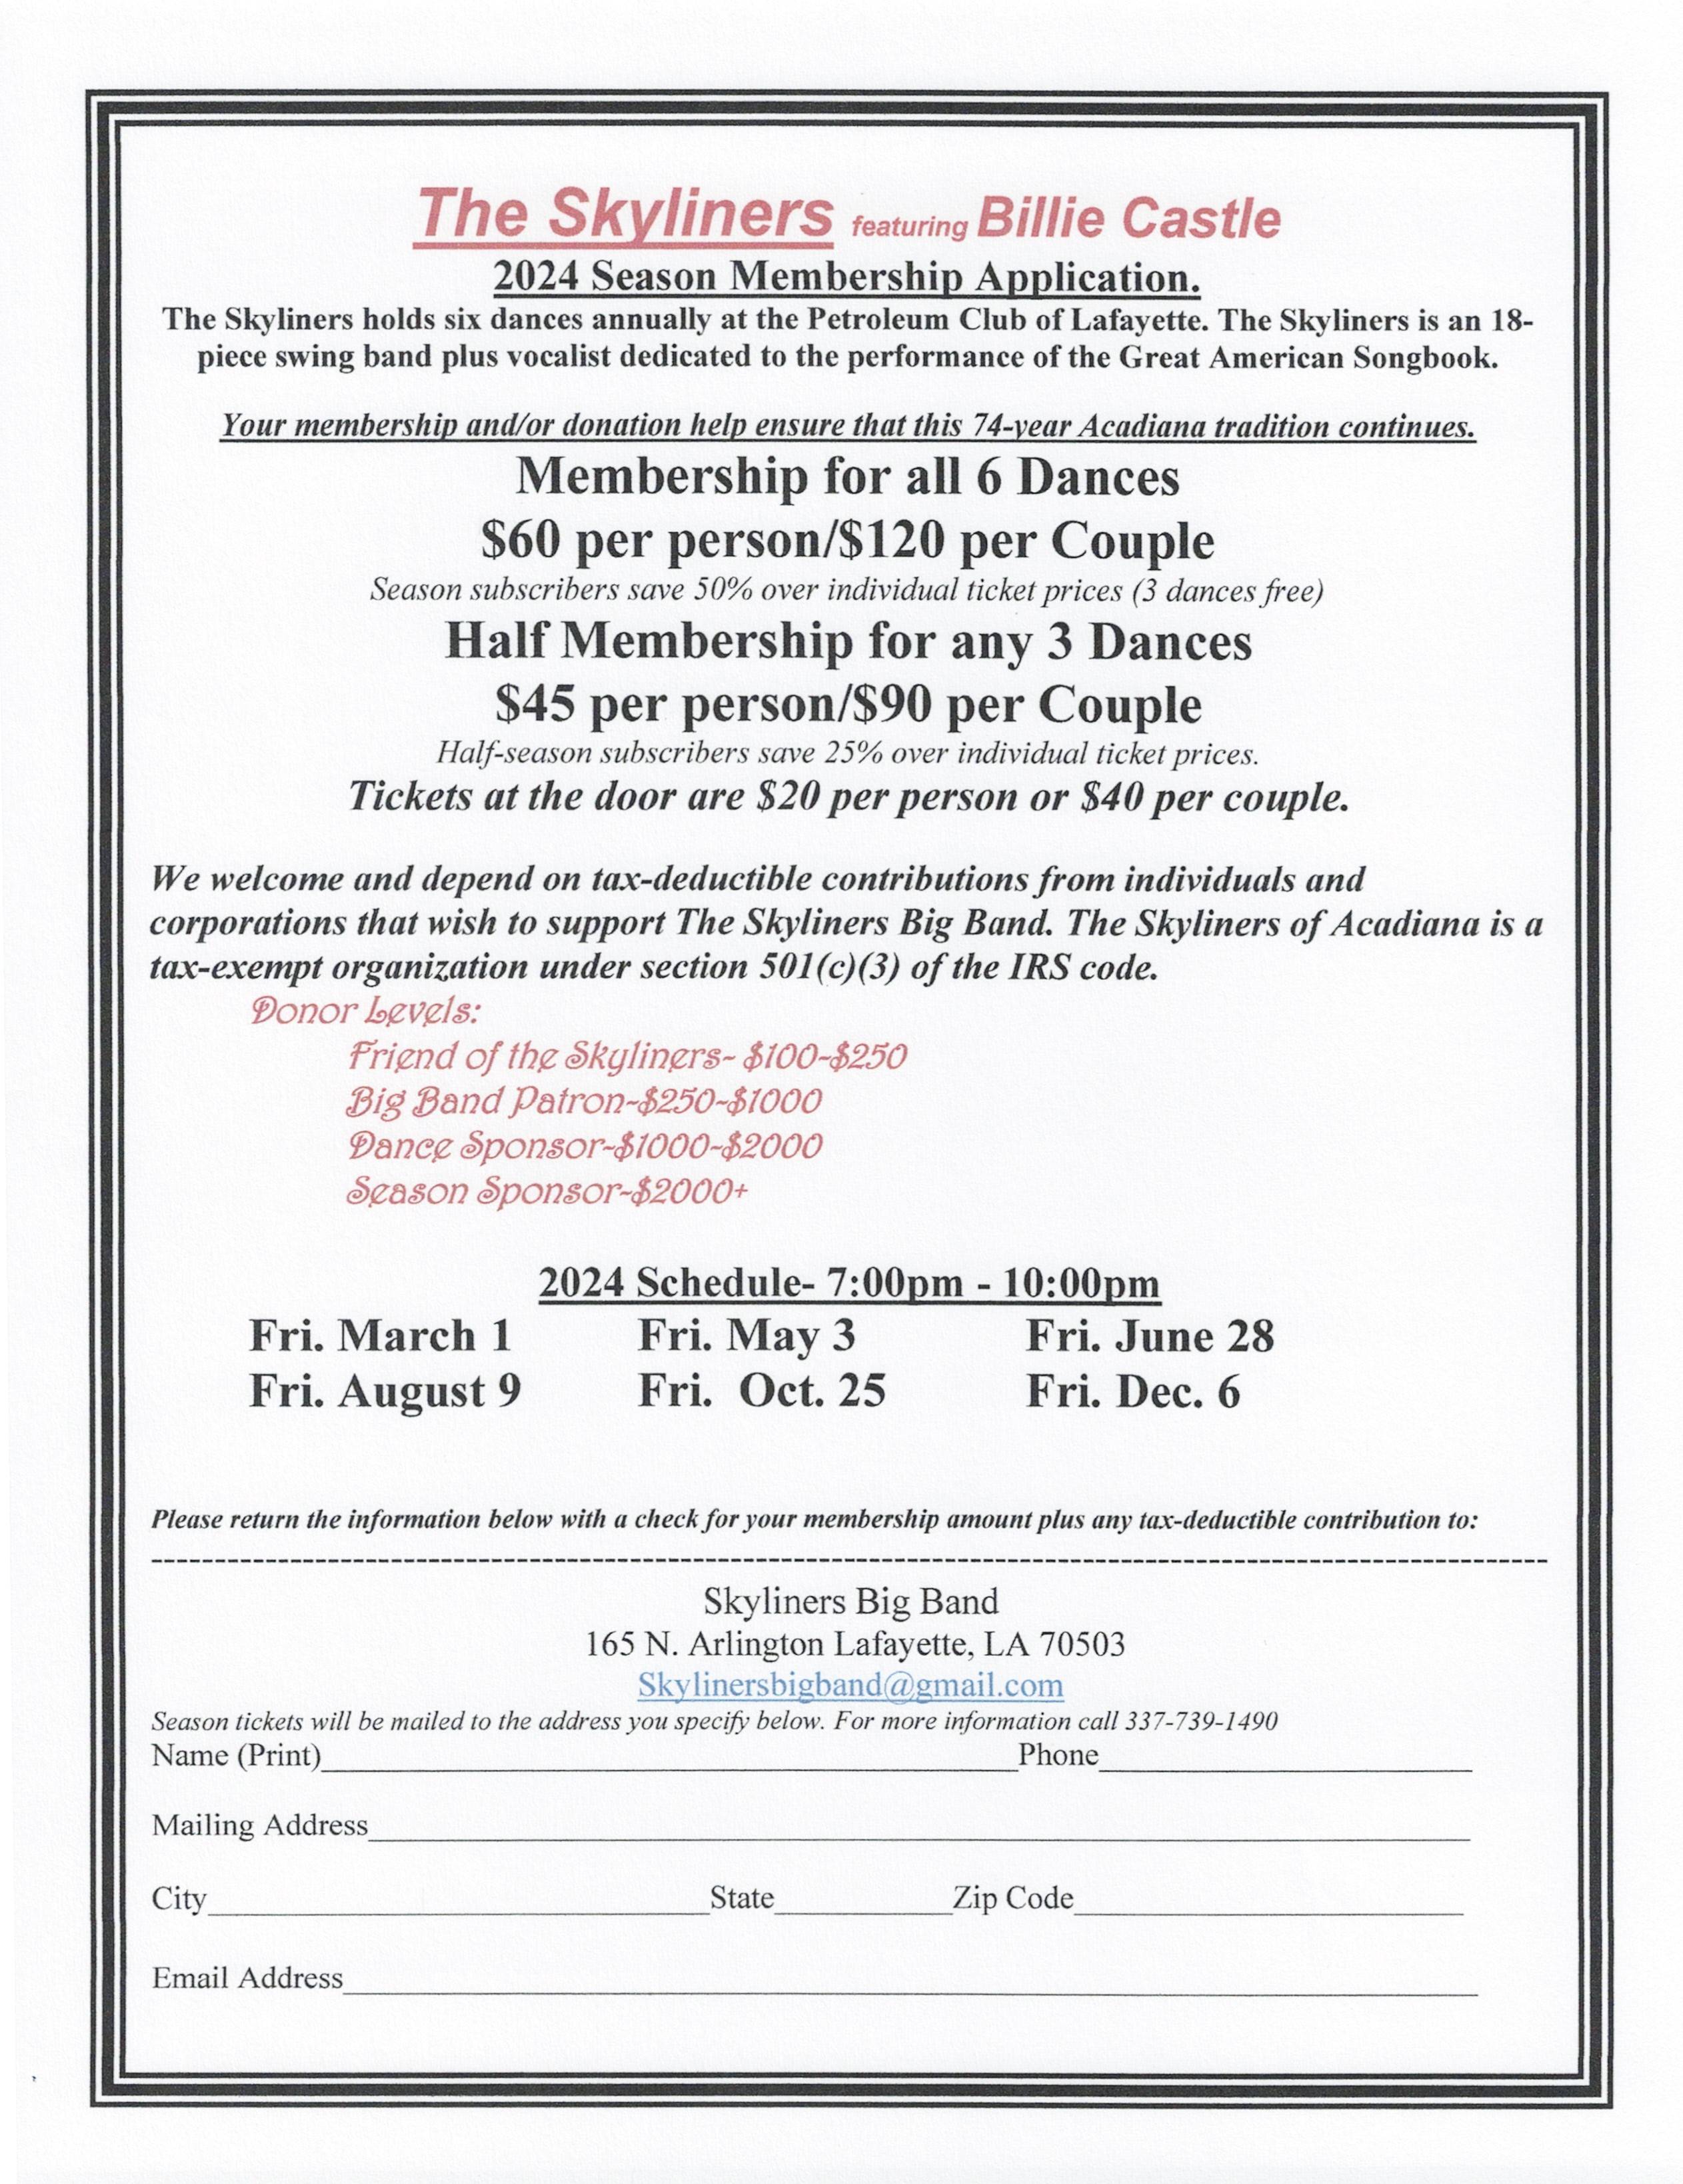 The Skyliners featuring Billie Castle
2024 Season Membership Application.
The Skyliners holds six dances annually at the Petroleum Club of Lafayette. The Skyliners is an 18-
piece swing band plus vocalist dedicated to the performance of the Great American Songbook.
Your membership and/or donation help ensure that this 74-year Acadiana tradition continues.
Membership for all 6 Dances
$60 per person/$120 per Couple
Season subscribers save 50% over individual ticket prices (3 dances free)
Half Membership for any 3 Dances
$45 per person/$90 per Couple
Half-season subscribers save 25% over individual ticket prices.
Tickets at the door are $20 per person or $40 per couple.
We welcome and depend on tax-deductible contributions from individuals and
corporations that wish to support The Skyliners Big Band. The Skyliners of Acadiana is a
tax-exempt organization under section 501(c)(3) of the IRS code.
Donor Levels:
Friend of the Skyliners- $100-$250
Big Band Patron-$250-$1000
Dance Sponsor-$1000-$2000
Season Sponsor-$2000+
2024 Schedule- 7:00pm - 10:00pm
Fri. March 1 Fri. May 3 Fri. June 28
Fri. August 9 Fri. Oct. 25 Fri. Dec. 6
Please return the information below with a check for your membership amount plus any tax-deductible contribution to:
Skyliners Big Band
165 N. Arlington Lafayette, LA 70503
Skylinersbigband@gmail.com
Season tickets will be mailed to the address you specify below. For more information call 337-739-1490
Name (Print) Phone
Mailing Address
City State Zip Code
Email Address